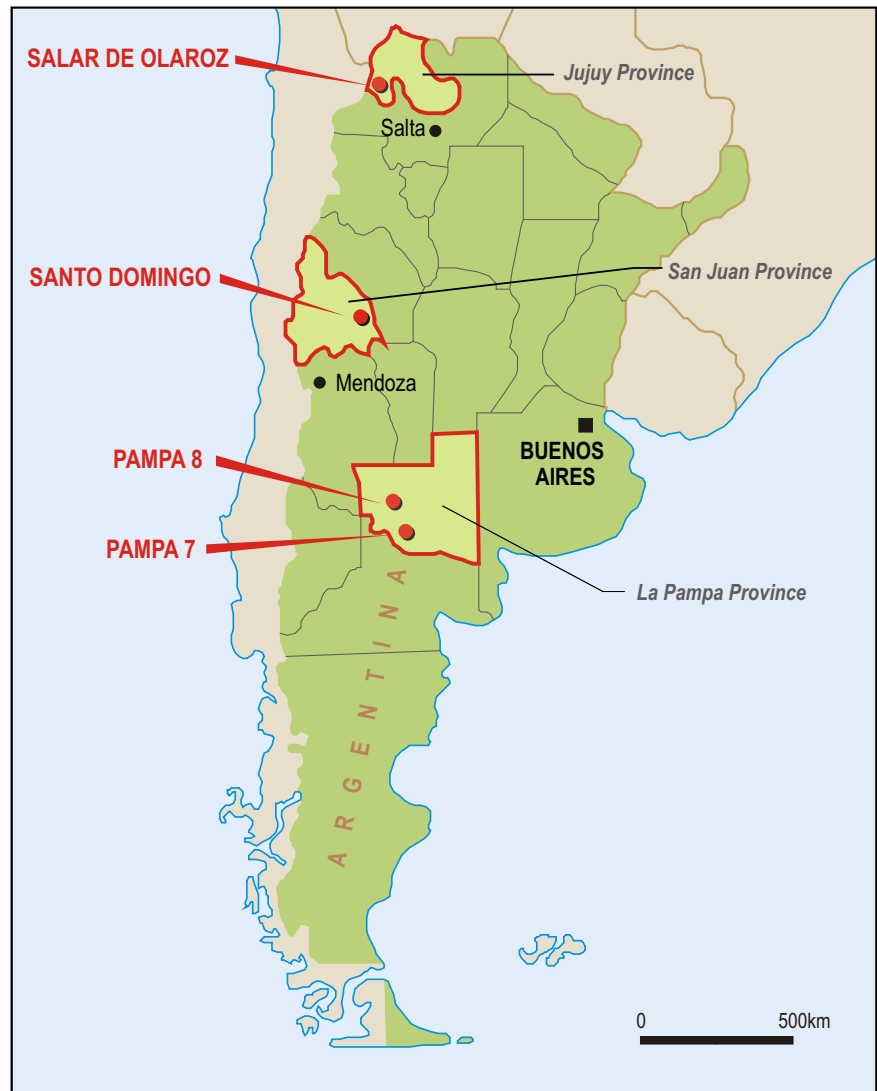 SALAR DE OLAROZ
Jujuy Province
Salta
SANTO DOMINGO
San Juan Province
Mendoza
BUENOS
AIRES
PAMPA 8
PAMPA 7
La Pampa Province
ARGENTINA
0 500km